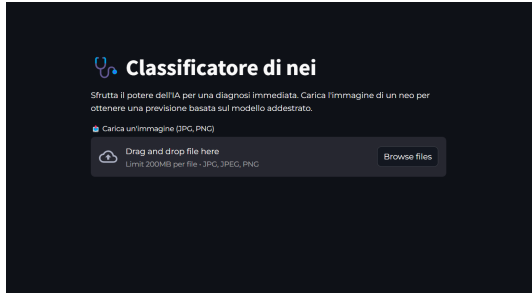 Classificatore di nei
Sfrutta il potere dell'IA per una diagnosi immediata. Carica l'immagine di un neo per
ottenere una previsione basata sul modello addestrato.
Carica un'immagine (JPG, PNG)
Drag and drop file here
Limit 200MB per file • JPG, JPEG, PNG
Browse files